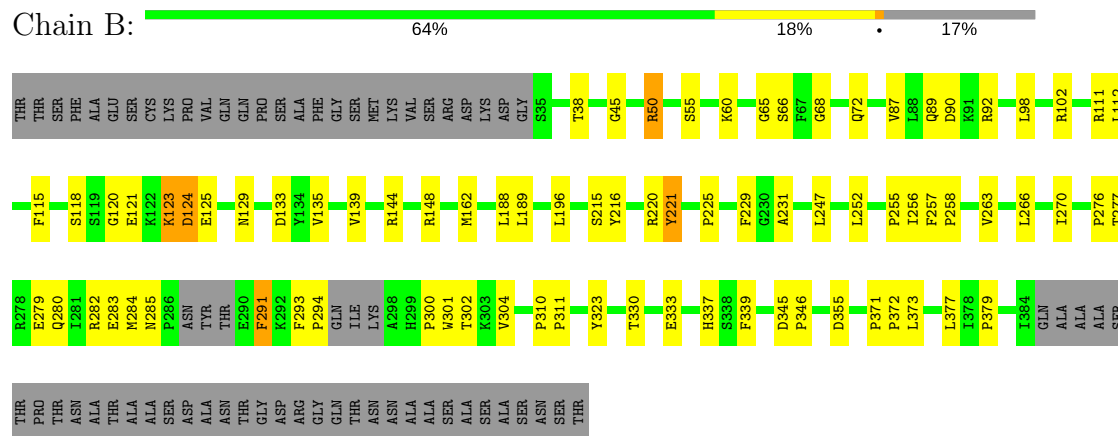 Chain B:
64% 18% • 17%
THR THR SER PHE ALA GLU SER CYS LYS PRO VAL GLN GLN PRO SER ALA PHE GLY SER MET LYS VAL SER ARG ASP LYS ASP GLY S35 T38 G45 R50 S55 K60 G65 S66 F67 G68 Q72 V87 L88 Q89 D90 K91 R92 L98 R102 R111 L112
F115 S118 S119 G120 E121 K122 K123 D124 E125 N129 D133 Y134 V135 V139 R144 R148 M162 L188 L189 L196 S215 Y216 R220 Y221 P225 F229 G230 A231 L247 L252 P255 I256 F257 P258 V263 L266 I270 P276 T277
R278 E279 Q280 I281 R282 E283 M284 N285 P286 ASN TYR THR E290 F291 K292 F293 P294 GLN ILE LYS A298 H299 P300 W301 T302 K303 V304 P310 P311 Y323 T330 E333 H337 S338 F339 D345 P346 D355 P371 P372 L373 L377 I378 P379 I384 GLN ALA ALA ALA SER
THR PRO THR ASN ALA THR ALA ALA SER ASP ALA ASN THR GLY ASP ARG GLY GLN THR ASN ASN ALA ALA SER ALA SER ALA SER ASN SER THR